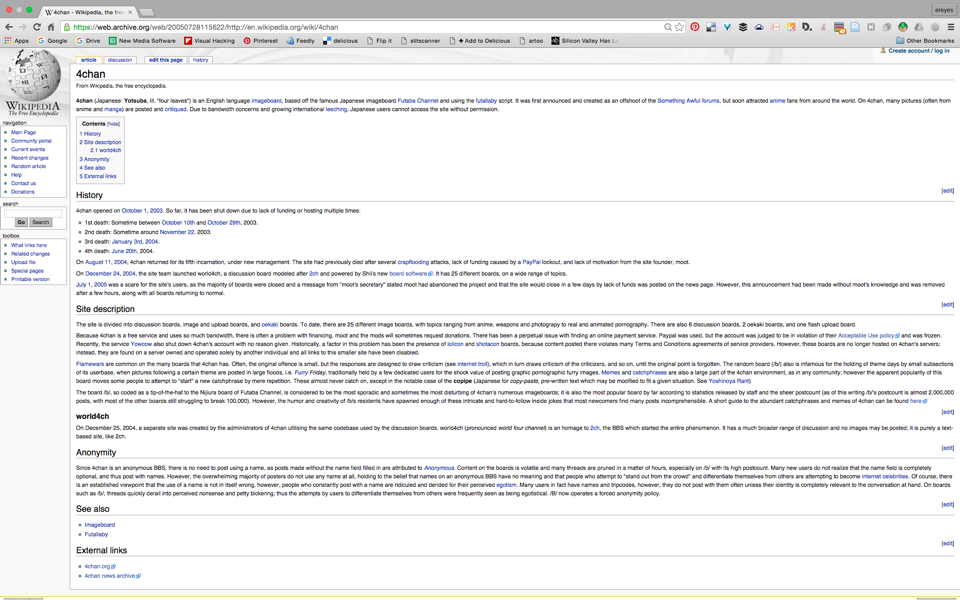 4chan - Wikipedia, the free
ereyes
https://web.archive.org/web/20050728115622/http://en.wikipedia.org/wiki/4chan
Apps Google Drive New Media Software Visual Hacking Pinterest Feedly delicious Flip it slitscanner + Add to Delicious artoo Silicon Valley Has Lo Other Bookmarks
Create account / log in
article discussion edit this page history
WIKIPEDIA
The Free Encyclopedia
navigation
Main Page
Community portal
Current events
Recent changes
Random article
Help
Contact us
Donations
search
Go Search
toolbox
What links here
Related changes
Upload file
Special pages
Printable version
4chan
From Wikipedia, the free encyclopedia.
4chan (Japanese: Yotsuba, lit. "four leaves") is an English language imageboard, based off the famous Japanese imageboard Futaba Channel and using the futallaby script. It was first announced and created as an offshoot of the Something Awful forums, but soon attracted anime fans from around the world. On 4chan, many pictures (often from
anime and manga) are posted and critiqued. Due to bandwidth concerns and growing international leeching, Japanese users cannot access the site without permission.
Contents [hide]
1 History
2 Site description
2.1 world4ch
3 Anonymity
4 See also
5 External links
[edit]
History
4chan opened on October 1, 2003. So far, it has been shut down due to lack of funding or hosting multiple times:
1st death: Sometime between October 10th and October 29th, 2003.
2nd death: Sometime around November 22, 2003.
3rd death: January 3rd, 2004.
4th death: June 20th, 2004.
On August 11, 2004, 4chan returned for its fifth incarnation, under new management. The site had previously died after several crapflooding attacks, lack of funding caused by a PayPal lockout, and lack of motivation from the site founder, moot.
On December 24, 2004, the site team launched world4ch, a discussion board modeled after 2ch and powered by Shii's new board software. It has 25 different boards, on a wide range of topics.
July 1, 2005 was a scare for the site's users, as the majority of boards were closed and a message from "moot's secretary" stated moot had abandoned the project and that the site would close in a few days by lack of funds was posted on the news page. However, this announcement had been made without moot's knowledge and was removed
after a few hours, along with all boards returning to normal.
[edit]
Site description
The site is divided into discussion boards, image and upload boards, and oekaki boards. To date, there are 25 different image boards, with topics ranging from anime, weapons and photograpy to real and animated pornography. There are also 6 discussion boards, 2 oekaki boards, and one flash upload board.
Because 4chan is a free service and uses so much bandwidth, there is often a problem with financing. moot and the mods will sometimes request donations. There has been a perpetual issue with finding an online payment service. Paypal was used, but the account was judged to be in violation of their Acceptable Use policy and was frozen.
Recently, the service Yowcow also shut down 4chan's account with no reason given. Historically, a factor in this problem has been the presence of lolicon and shotacon boards, because content posted there violates many Terms and Conditions agreements of service providers. However, these boards are no longer hosted on 4chan's servers;
instead, they are found on a server owned and operated solely by another individual and all links to this smaller site have been disabled.
Flamewars are common on the many boards that 4chan has. Often, the original offence is small, but the responses are designed to draw criticism (see internet troll), which in turn draws criticism of the criticizers, and so on, until the original point is forgotten. The random board (/b/) also is infamous for the holding of theme days by small subsections
of its userbase, when pictures following a certain theme are posted in large floods, i.e. Furry Friday, traditionally held by a few dedicated users for the shock value of posting graphic pornographic furry images. Memes and catchphrases are also a large part of the 4chan environment, as in any community; however the apparent popularity of this
board moves some people to attempt to "start" a new catchphrase by mere repetition. These almost never catch on, except in the notable case of the copipe (Japanese for copy-paste, pre-written text which may be modified to fit a given situation. See Yoshinoya Rant)
The board /b/, so coded as a tip-of-the-hat to the Nijiura board of Futaba Channel, is considered to be the most sporadic and sometimes the most disturbing of 4chan's numerous imageboards; it is also the most popular board by far according to statistics released by staff and the sheer postcount (as of this writing /b/'s postcount is almost 2,000,000
posts, with most of the other boards still struggling to break 100,000). However, the humor and creativity of /b/s residents have spawned enough of these intricate and hard-to-follow inside jokes that most newcomers find many posts incomprehensible. A short guide to the abundant catchphrases and memes of 4chan can be found here
[edit]
world4ch
On December 25, 2004, a separate site was created by the administrators of 4chan utilising the same codebase used by the discussion boards. world4ch (pronounced world four channel) is an homage to 2ch, the BBS which started the entire phenomenon. It has a much broader range of discussion and no images may be posted; it is purely a text-
based site, like 2ch.
[edit]
Anonymity
Since 4chan is an anonymous BBS, there is no need to post using a name, as posts made without the name field filled in are attributed to Anonymous. Content on the boards is volatile and many threads are pruned in a matter of hours, especially on /b/ with its high postcount. Many new users do not realize that the name field is completely
optional, and thus post with names. However, the overwhelming majority of posters do not use any name at all, holding to the belief that names on an anonymous BBS have no meaning and that people who attempt to "stand out from the crowd" and differentiate themselves from others are attempting to become internet celebrities. Of course, there
is an established viewpoint that the use of a name is not in itself wrong, however, people who constantly post with a name are ridiculed and derided for their perceived egotism. Many users in fact have names and tripcodes, however, they do not post with them often unless their identity is completely relevant to the conversation at hand. On boards
such as /b/, threads quickly derail into perceived nonsense and petty bickering; thus the attempts by users to differentiate themselves from others were frequently seen as being egotistical. /B/ now operates a forced anonymity policy.
[edit]
See also
Imageboard
Futallaby
[edit]
External links
4chan.org
4chan news archive